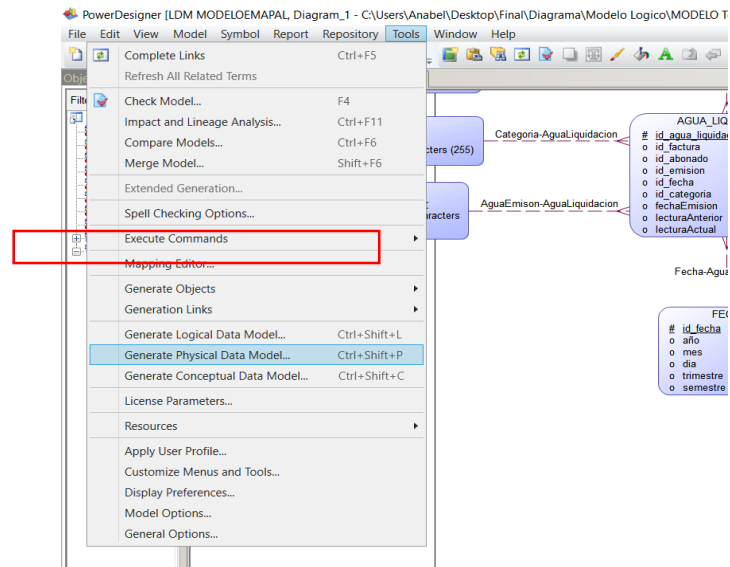 PowerDesigner [LDM MODELOEMAPAL, Diagram_1 - C:\Users\Anabel\Desktop\Final\Diagrama\Modelo Logico\MODELO T
File Edit View Model Symbol Report Repository Tools Window Help
Complete Links Ctrl+F5
Refresh All Related Terms
Check Model... F4
Impact and Lineage Analysis... Ctrl+F11
Compare Models... Ctrl+F6
Merge Model... Shift+F6
Extended Generation...
Spell Checking Options...
Execute Commands
Mapping Editor...
Generate Objects
Generation Links
Generate Logical Data Model... Ctrl+Shift+L
Generate Physical Data Model... Ctrl+Shift+P
Generate Conceptual Data Model... Ctrl+Shift+C
License Parameters...
Resources
Apply User Profile...
Customize Menus and Tools...
Display Preferences...
Model Options...
General Options...
Obje
Filt
cters (255)
Categoria-AguaLiquidacion
aracters
AguaEmison-AguaLiquidacion
AGUA_LIQ
# id_agua_liquida
o id_factura
o id_abonado
o id_emision
o id_fecha
o id_categoria
o fechaEmision
o lecturaAnterior
o lecturaActual
Fecha-Agua
FEC
# id_fecha
o año
o mes
o dia
o trimestre
o semestre